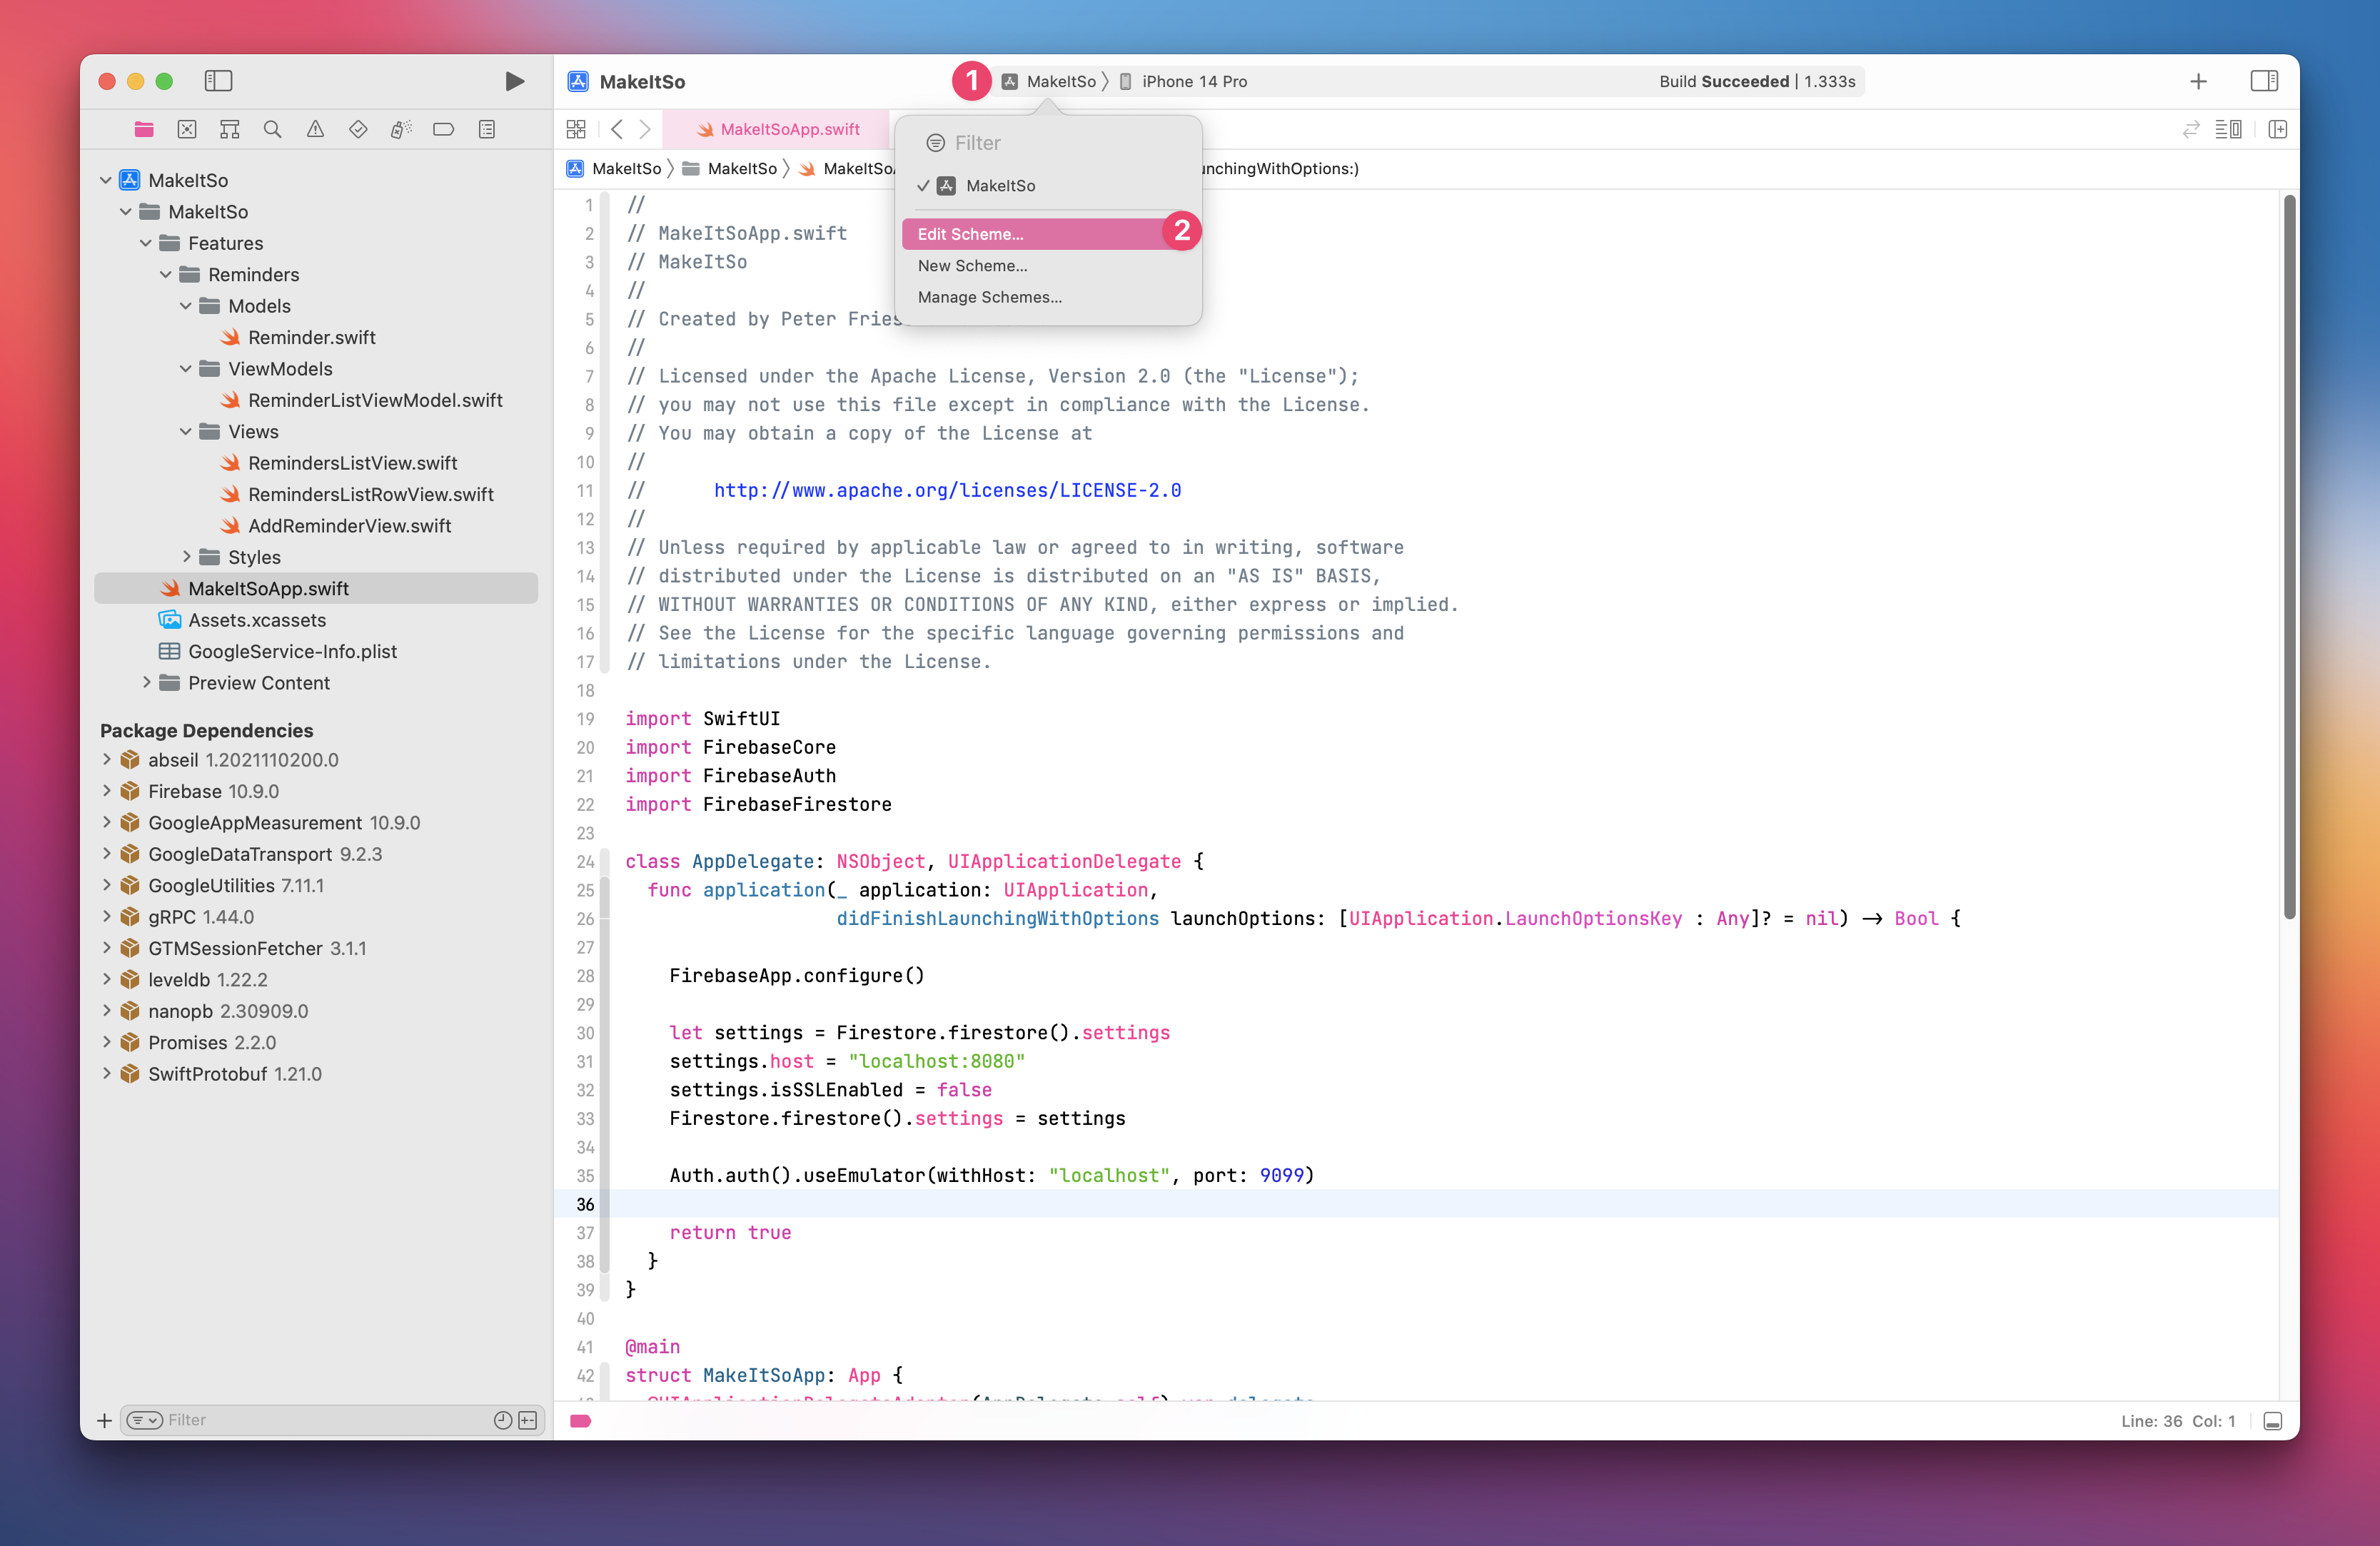 MakeItSo
1 MakeItSo 〉 iPhone 14 Pro
Build Succeeded | 1.333s
MakeItSoApp.swift
MakeItSo 〉 MakeItSo 〉 MakeItSoA
unchingWithOptions:)
Filter
MakeItSo
Edit Scheme... 2
New Scheme...
Manage Schemes...
MakeItSo
MakeItSo
Features
Reminders
Models
Reminder.swift
ViewModels
ReminderListViewModel.swift
Views
RemindersListView.swift
RemindersListRowView.swift
AddReminderView.swift
Styles
MakeItSoApp.swift
Assets.xcassets
GoogleService-Info.plist
Preview Content
Package Dependencies
abseil 1.2021110200.0
Firebase 10.9.0
GoogleAppMeasurement 10.9.0
GoogleDataTransport 9.2.3
GoogleUtilities 7.11.1
gRPC 1.44.0
GTMSessionFetcher 3.1.1
leveldb 1.22.2
nanopb 2.30909.0
Promises 2.2.0
SwiftProtobuf 1.21.0
Filter
1 //
2 // MakeItSoApp.swift
3 // MakeItSo
4 //
5 // Created by Peter Fries
6 //
7 // Licensed under the Apache License, Version 2.0 (the "License");
8 // you may not use this file except in compliance with the License.
9 // You may obtain a copy of the License at
10 //
11 //      http://www.apache.org/licenses/LICENSE-2.0
12 //
13 // Unless required by applicable law or agreed to in writing, software
14 // distributed under the License is distributed on an "AS IS" BASIS,
15 // WITHOUT WARRANTIES OR CONDITIONS OF ANY KIND, either express or implied.
16 // See the License for the specific language governing permissions and
17 // limitations under the License.
18
19 import SwiftUI
20 import FirebaseCore
21 import FirebaseAuth
22 import FirebaseFirestore
23
24 class AppDelegate: NSObject, UIApplicationDelegate {
25   func application(_ application: UIApplication,
26                    didFinishLaunchingWithOptions launchOptions: [UIApplication.LaunchOptionsKey : Any]? = nil) -> Bool {
27
28     FirebaseApp.configure()
29
30     let settings = Firestore.firestore().settings
31     settings.host = "localhost:8080"
32     settings.isSSLEnabled = false
33     Firestore.firestore().settings = settings
34
35     Auth.auth().useEmulator(withHost: "localhost", port: 9099)
36
37     return true
38   }
39 }
40
41 @main
42 struct MakeItSoApp: App {
Line: 36 Col: 1